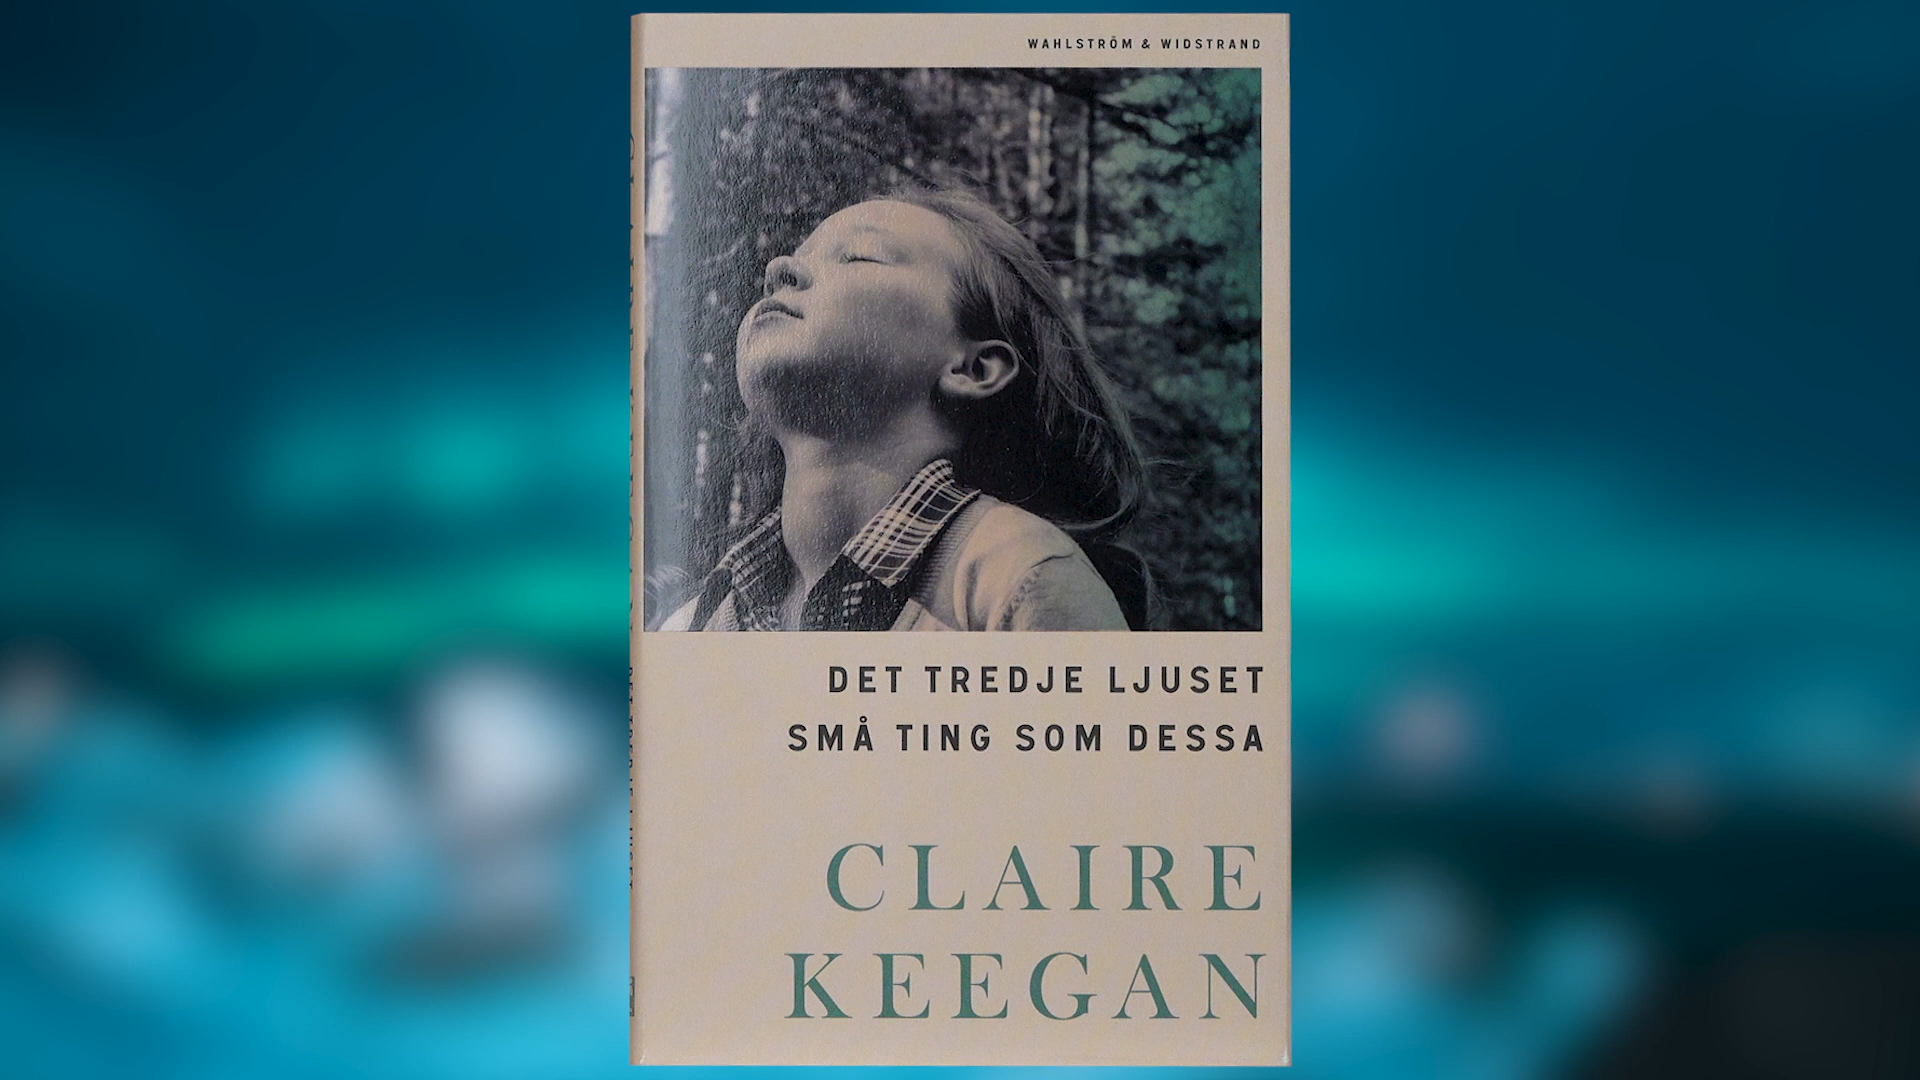 WAHLSTRÖM & WIDSTRAND
DET TREDJE LJUSET
SMÅ TING SOM DESSA
CLAIRE
KEEGAN